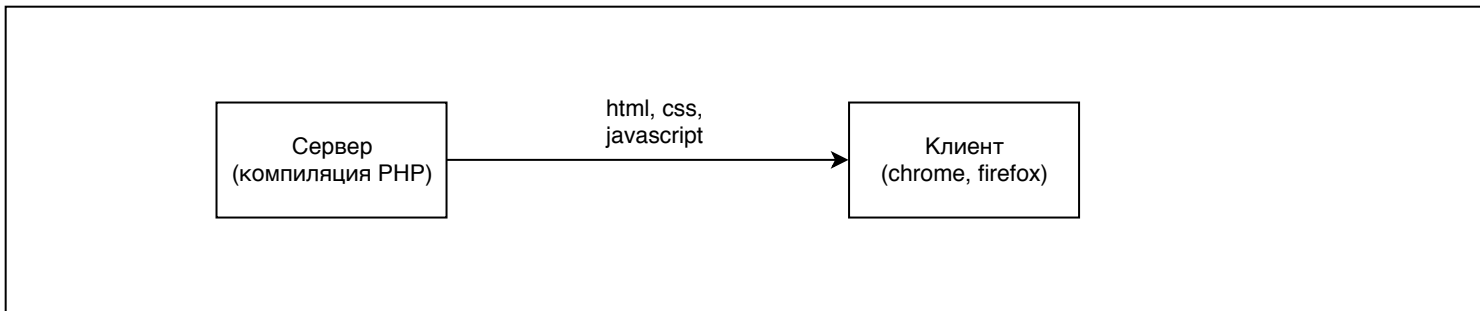 Сервер
(компиляция PHP)
html, css,
javascript
Клиент
(chrome, firefox)